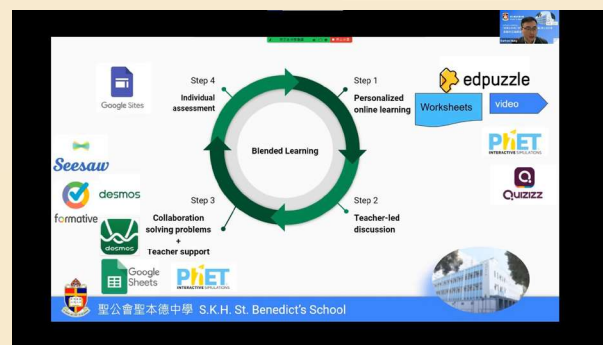 Step 4
Individual
assessment
Step 1
Personalized
online learning
Blended Learning
Step 3
Collaboration
solving problems
+
Teacher support
Step 2
Teacher-led
discussion
Google Sites
Seesaw
desmos
formative
desmos
Google
Sheets
PhET
INTERACTIVE SIMULATIONS
edpuzzle
Worksheets
video
PhET
INTERACTIVE SIMULATIONS
Quizizz
聖公會聖本德中學 S.K.H. St. Benedict's School